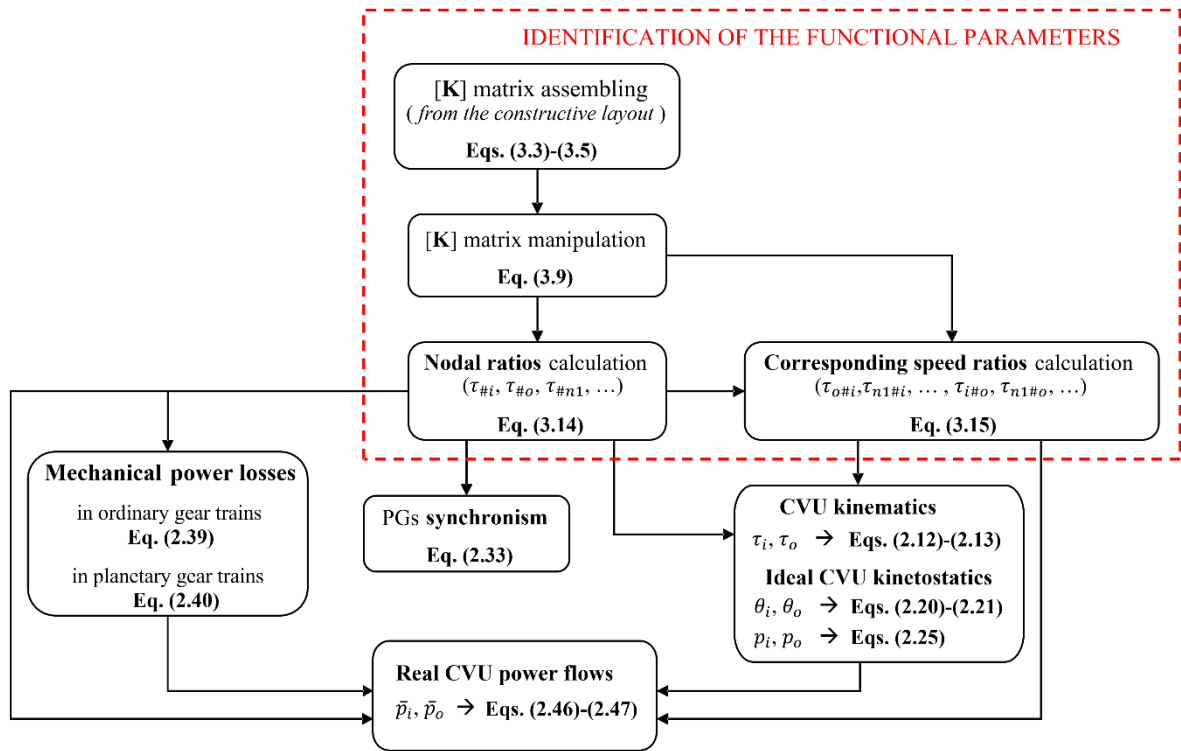 IDENTIFICATION OF THE FUNCTIONAL PARAMETERS
[K] matrix assembling
( from the constructive layout )
Eqs. (3.3)-(3.5)
[K] matrix manipulation
Eq. (3.9)
Nodal ratios calculation
(τ#i, τ#o, τ#n1, …)
Eq. (3.14)
Corresponding speed ratios calculation
(τo#i,τn1#i, … , τi#o, τn1#o, …)
Eq. (3.15)
Mechanical power losses
in ordinary gear trains
Eq. (2.39)
in planetary gear trains
Eq. (2.40)
PGs synchronism
Eq. (2.33)
CVU kinematics
τi, τo → Eqs. (2.12)-(2.13)
Ideal CVU kinetostatics
θi, θo → Eqs. (2.20)-(2.21)
pi, po → Eqs. (2.25)
Real CVU power flows
p̄i, p̄o → Eqs. (2.46)-(2.47)